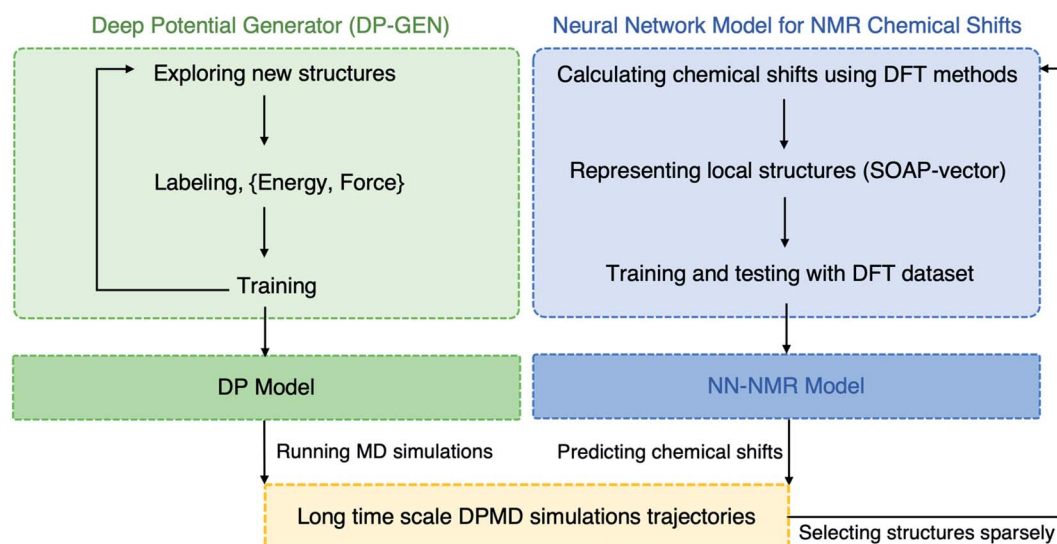 Deep Potential Generator (DP-GEN)
Exploring new structures
Labeling, {Energy, Force}
Training
DP Model
Running MD simulations
Neural Network Model for NMR Chemical Shifts
Calculating chemical shifts using DFT methods
Representing local structures (SOAP-vector)
Training and testing with DFT dataset
NN-NMR Model
Predicting chemical shifts
Long time scale DPMD simulations trajectories
Selecting structures sparsely